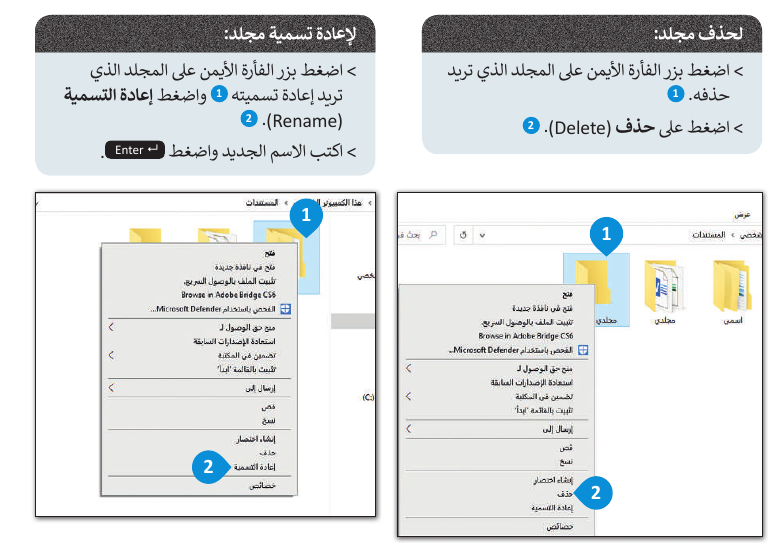 لحذف مجلد:
> اضغط بزر الفأرة الأيمن على المجلد الذي تريد
حذفه. 1
> اضغط على حذف (Delete). 2
لإعادة تسمية مجلد:
> اضغط بزر الفأرة الأيمن على المجلد الذي
تريد إعادة تسميته 1 واضغط إعادة التسمية
(Rename). 2
> اكتب الاسم الجديد واضغط Enter ↵.
عرض
شخصي › المستندات
بحث في
1
اسمي
مجلدي
مجلدي
فتح
فتح في نافذة جديدة
تثبيت الملف بالوصول السريع.
Browse in Adobe Bridge CS6
الفحص باستخدام Microsoft Defender...
منح حق الوصول لـ
استعادة الإصدارات السابقة
تضمين في المكتبة
تثبيت بالقائمة "ابدأ"
إرسال إلى
قص
نسخ
إنشاء اختصار
حذف
2
إعادة التسمية
خصائص
› هذا الكمبيوتر › المستندات
1
فتح
فتح في نافذة جديدة
تثبيت الملف بالوصول السريع.
Browse in Adobe Bridge CS6
الفحص باستخدام Microsoft Defender...
منح حق الوصول لـ
استعادة الإصدارات السابقة
تضمين في المكتبة
تثبيت بالقائمة "ابدأ"
إرسال إلى
قص
نسخ
إنشاء اختصار
حذف
إعادة التسمية
2
خصائص
(C:)